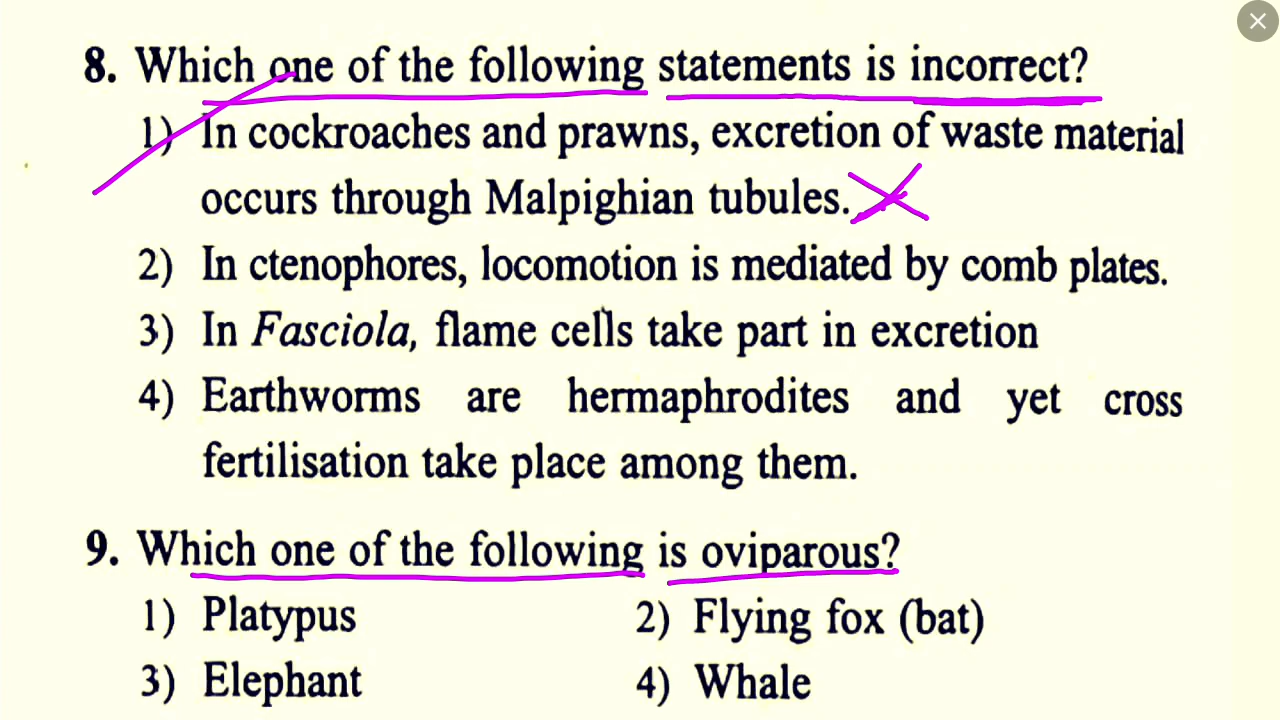 8. Which one of the following statements is incorrect?
1) In cockroaches and prawns, excretion of waste material
occurs through Malpighian tubules.
2) In ctenophores, locomotion is mediated by comb plates.
3) In Fasciola, flame cells take part in excretion
4) Earthworms are hermaphrodites and yet cross
fertilisation take place among them.
9. Which one of the following is oviparous?
1) Platypus 2) Flying fox (bat)
3) Elephant 4) Whale